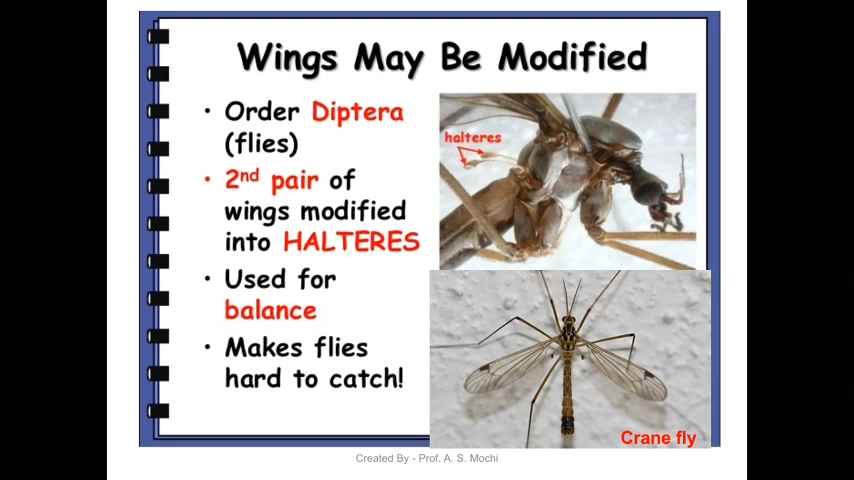 Wings May Be Modified
• Order Diptera
(flies)
• 2nd pair of
wings modified
into HALTERES
• Used for
balance
• Makes flies
hard to catch!
halteres
Crane fly
Created By - Prof. A. S. Mochi